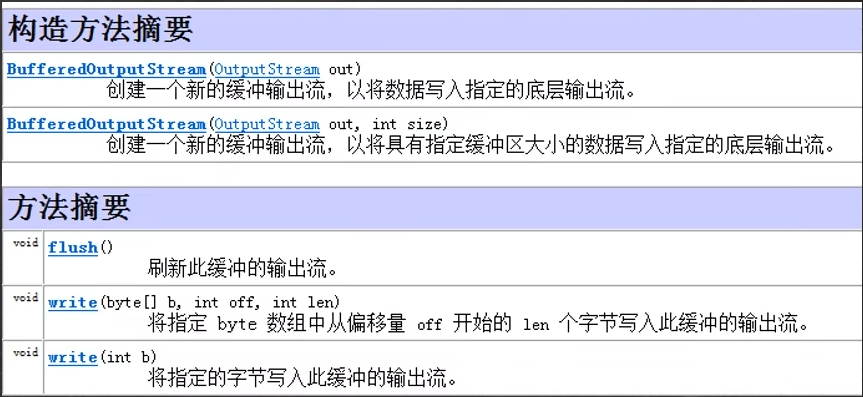 构造方法摘要
BufferedOutputStream(OutputStream out)
创建一个新的缓冲输出流，以将数据写入指定的底层输出流。
BufferedOutputStream(OutputStream out, int size)
创建一个新的缓冲输出流，以将具有指定缓冲区大小的数据写入指定的底层输出流。
方法摘要
void flush()
刷新此缓冲的输出流。
void write(byte[] b, int off, int len)
将指定 byte 数组中从偏移量 off 开始的 len 个字节写入此缓冲的输出流。
void write(int b)
将指定的字节写入此缓冲的输出流。